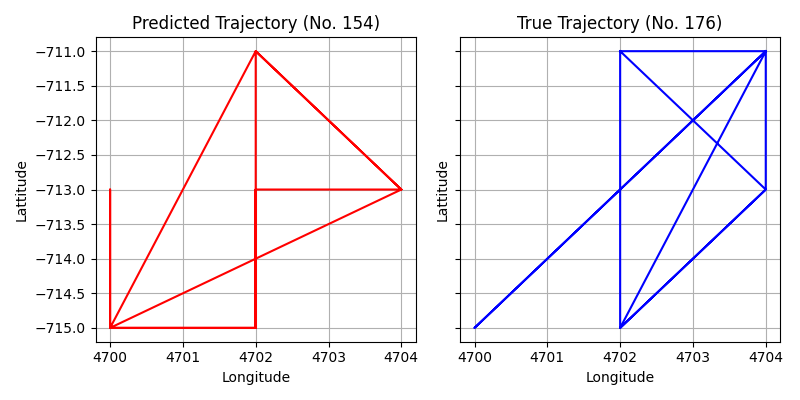 Predicted Trajectory (No. 154)
True Trajectory (No. 176)
−711.0
−711.5
−712.0
−712.5
−713.0
−713.5
−714.0
−714.5
−715.0
Lattitude
Lattitude
4700 4701 4702 4703 4704
4700 4701 4702 4703 4704
Longitude
Longitude